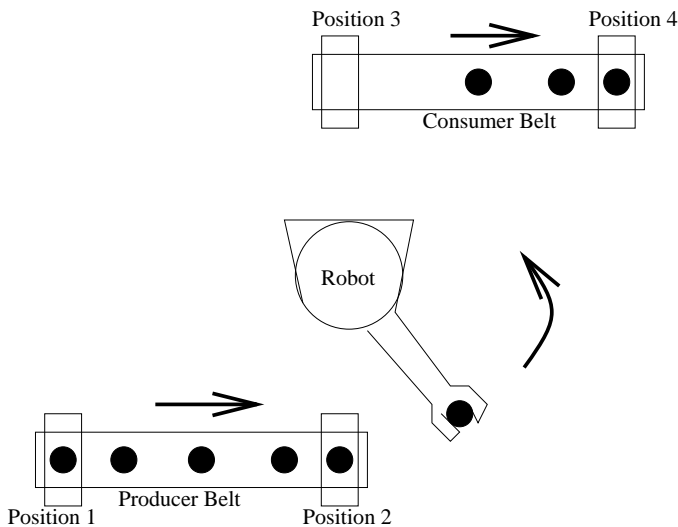 Position 3
Position 4
Consumer Belt
Robot
Producer Belt
Position 1
Position 2